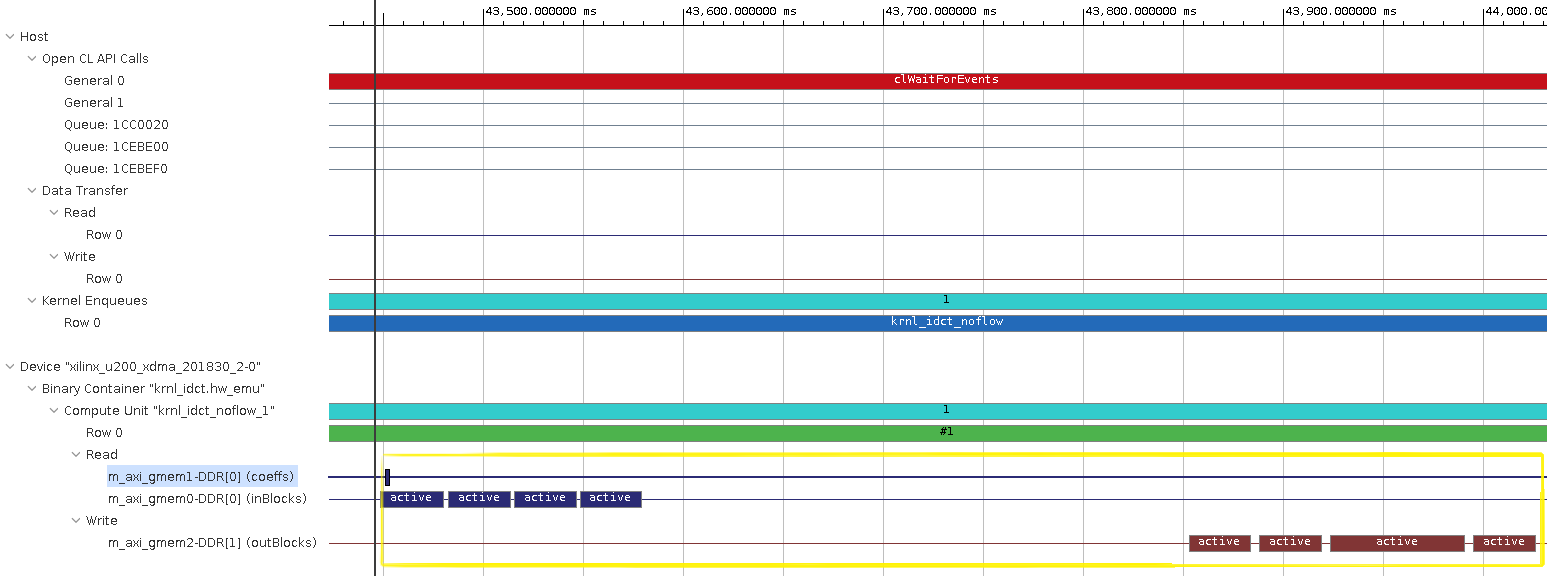 43,500.000000 ms 43,600.000000 ms 43,700.000000 ms 43,800.000000 ms 43,900.000000 ms 44,000.00
Host
Open CL API Calls
General 0 clWaitForEvents
General 1
Queue: 1CC0020
Queue: 1CEBE00
Queue: 1CEBEF0
Data Transfer
Read
Row 0
Write
Row 0
Kernel Enqueues 1
Row 0 krnl_idct_noflow
Device "xilinx_u200_xdma_201830_2-0"
Binary Container "krnl_idct.hw_emu"
Compute Unit "krnl_idct_noflow_1" 1
Row 0 #1
Read
m_axi_gmem1-DDR[0] (coeffs)
m_axi_gmem0-DDR[0] (inBlocks) active active active active
Write
m_axi_gmem2-DDR[1] (outBlocks) active active active active